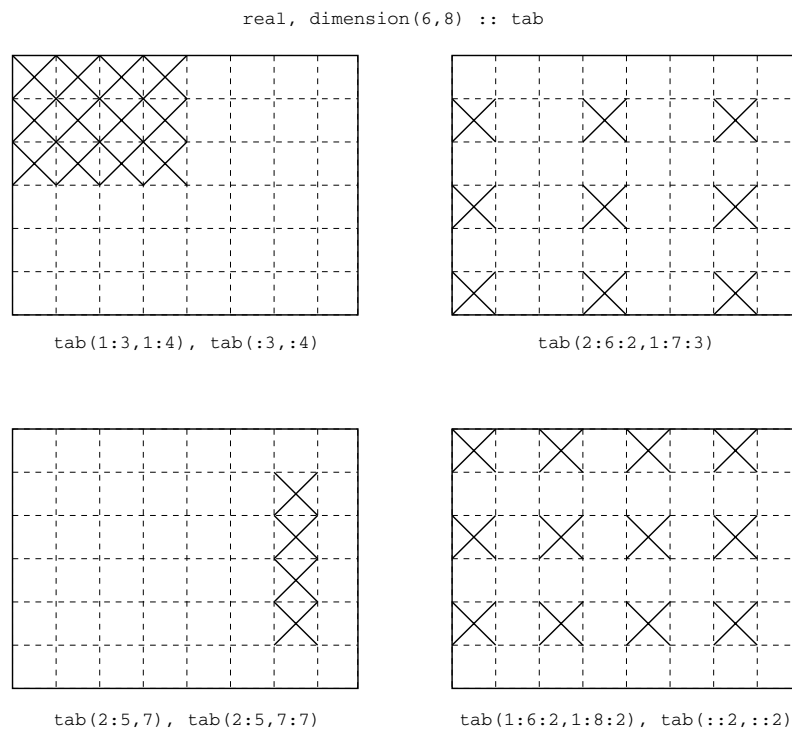 real, dimension(6,8) :: tab
tab(1:3,1:4), tab(:3,:4)
tab(2:6:2,1:7:3)
tab(2:5,7), tab(2:5,7:7)
tab(1:6:2,1:8:2), tab(::2,::2)